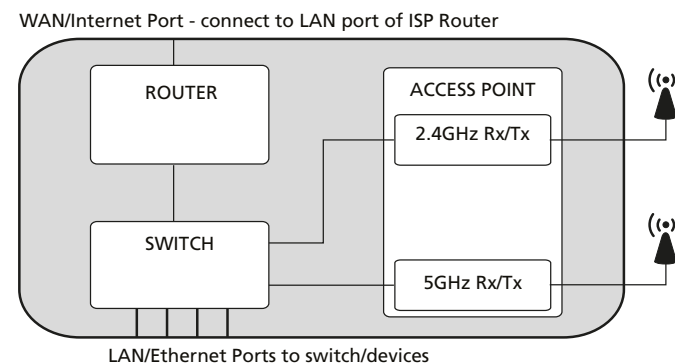 WAN/Internet Port - connect to LAN port of ISP Router
ROUTER
ACCESS POINT
2.4GHz Rx/Tx
SWITCH
5GHz Rx/Tx
LAN/Ethernet Ports to switch/devices